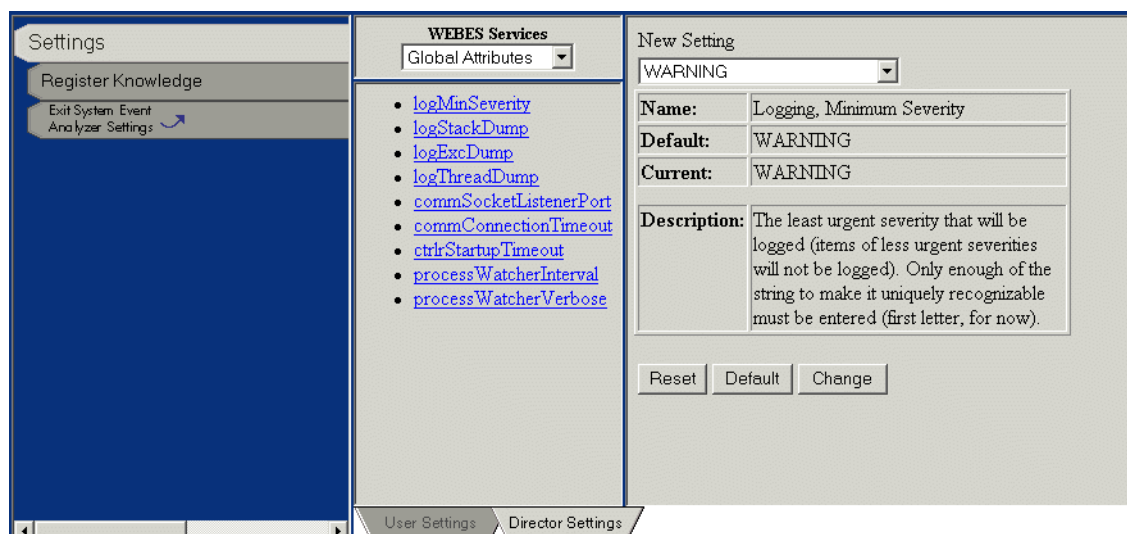 Settings
Register Knowledge
Exit System Event
Analyzer Settings
WEBES Services
Global Attributes
logMinSeverity
logStackDump
logExcDump
logThreadDump
commSocketListenerPort
commConnectionTimeout
ctrlrStartupTimeout
processWatcherInterval
processWatcherVerbose
User Settings
Director Settings
New Setting
WARNING
Name: Logging, Minimum Severity
Default: WARNING
Current: WARNING
Description: The least urgent severity that will be
logged (items of less urgent severities
will not be logged). Only enough of the
string to make it uniquely recognizable
must be entered (first letter, for now).
Reset Default Change